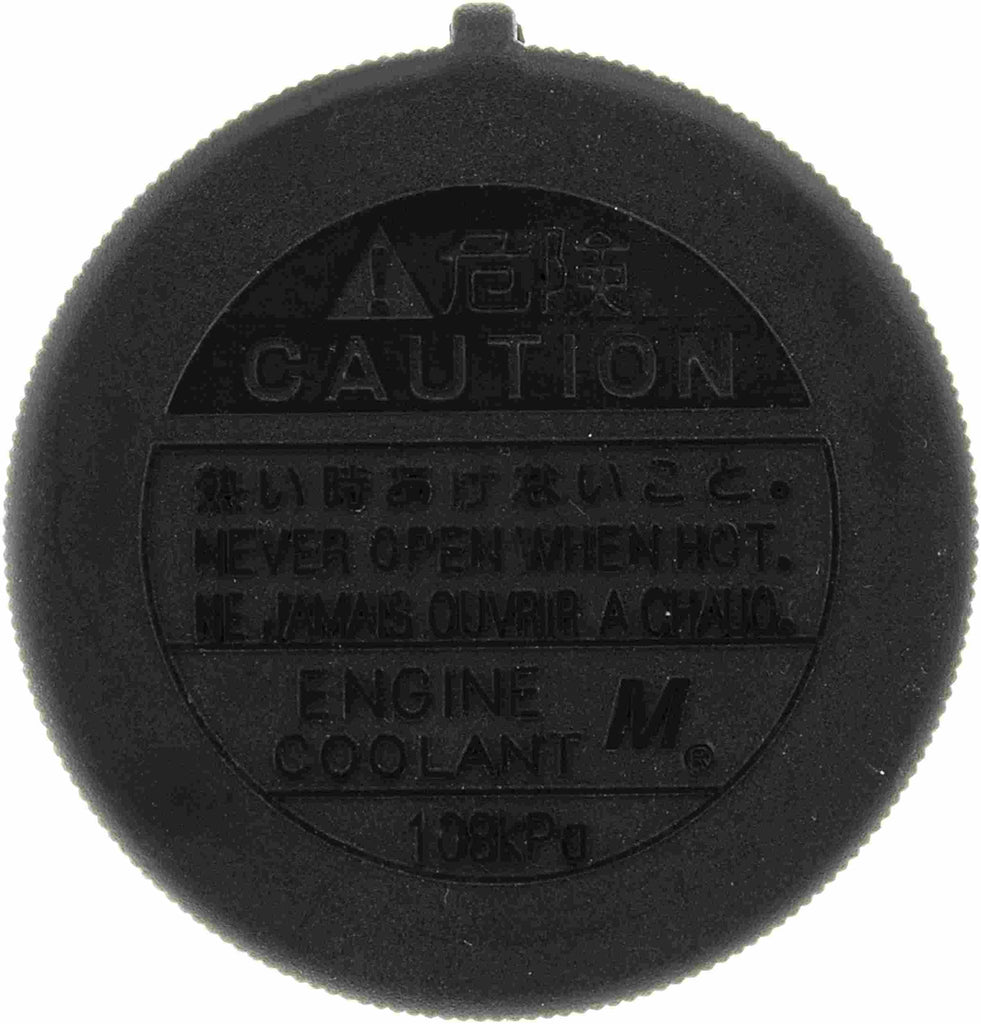 危険
CAUTION
熱い時あけないこと。
NEVER OPEN WHEN HOT.
NE JAMAIS OUVRIR A CHAUD.
ENGINE
COOLANT
M®
108kPa